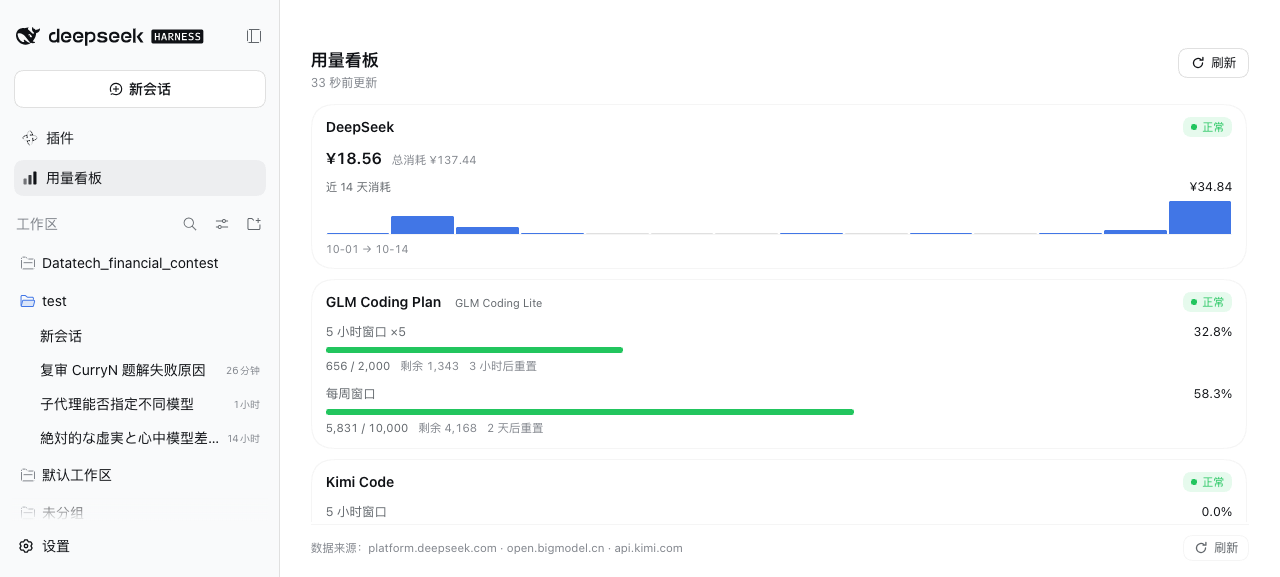 deepseek HARNESS
新会话
插件
用量看板
工作区
Datatech_financial_contest
test
新会话
复审 CurryN 题解失败原因 26分钟
子代理能否指定不同模型 1小时
絶対的な虚実と心中模型差... 14小时
默认工作区
未分组
设置
用量看板
33 秒前更新
刷新
DeepSeek
正常
¥18.56 总消耗 ¥137.44
近 14 天消耗 ¥34.84
10-01 → 10-14
GLM Coding Plan GLM Coding Lite
正常
5 小时窗口 ×5 32.8%
656 / 2,000 剩余 1,343 3 小时后重置
每周窗口 58.3%
5,831 / 10,000 剩余 4,168 2 天后重置
Kimi Code
正常
5 小时窗口 0.0%
数据来源：platform.deepseek.com · open.bigmodel.cn · api.kimi.com
刷新